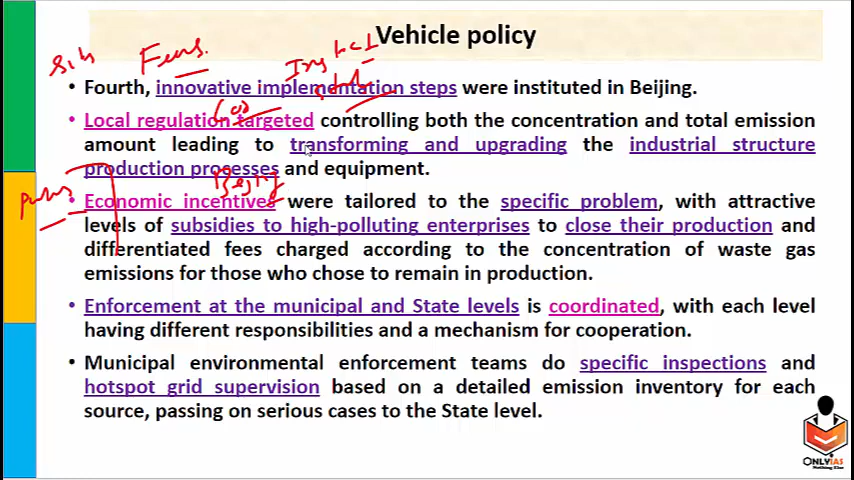 Vehicle policy
Fourth, innovative implementation steps were instituted in Beijing.
• Local regulation targeted controlling both the concentration and total emission
amount leading to transforming and upgrading the industrial structure
production processes and equipment.
• Economic incentives were tailored to the specific problem, with attractive
levels of subsidies to high-polluting enterprises to close their production and
differentiated fees charged according to the concentration of waste gas
emissions for those who chose to remain in production.
• Enforcement at the municipal and State levels is coordinated, with each level
having different responsibilities and a mechanism for cooperation.
• Municipal environmental enforcement teams do specific inspections and
hotspot grid supervision based on a detailed emission inventory for each
source, passing on serious cases to the State level.
ONLYIAS
Nothing Else